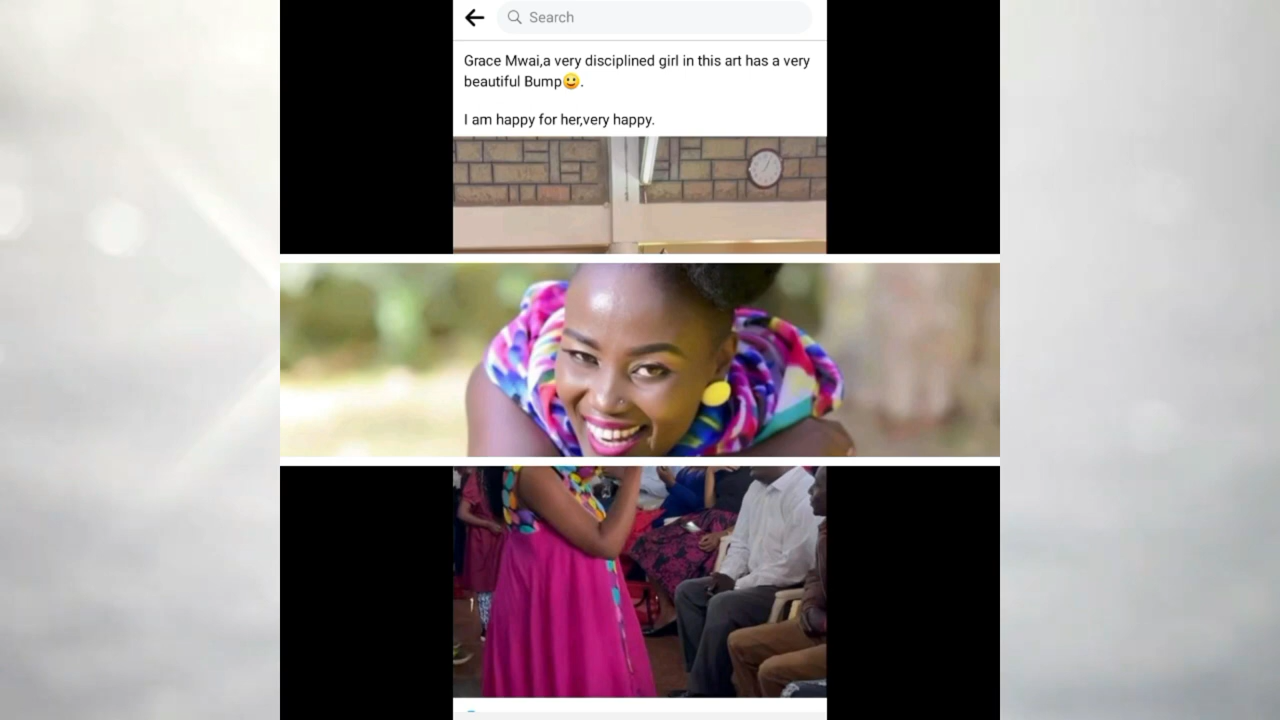 Search
Grace Mwai,a very disciplined girl in this art has a very
beautiful Bump😃.
I am happy for her,very happy.